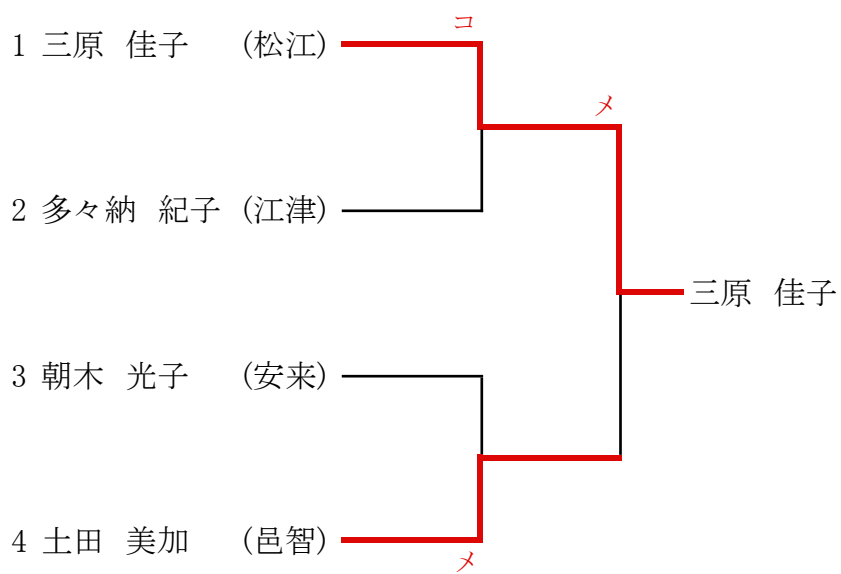 コ
1 三原 佳子 (松江)
メ
2 多々納 紀子 (江津)
三原 佳子
3 朝木 光子 (安来)
4 土田 美加 (邑智)
メ